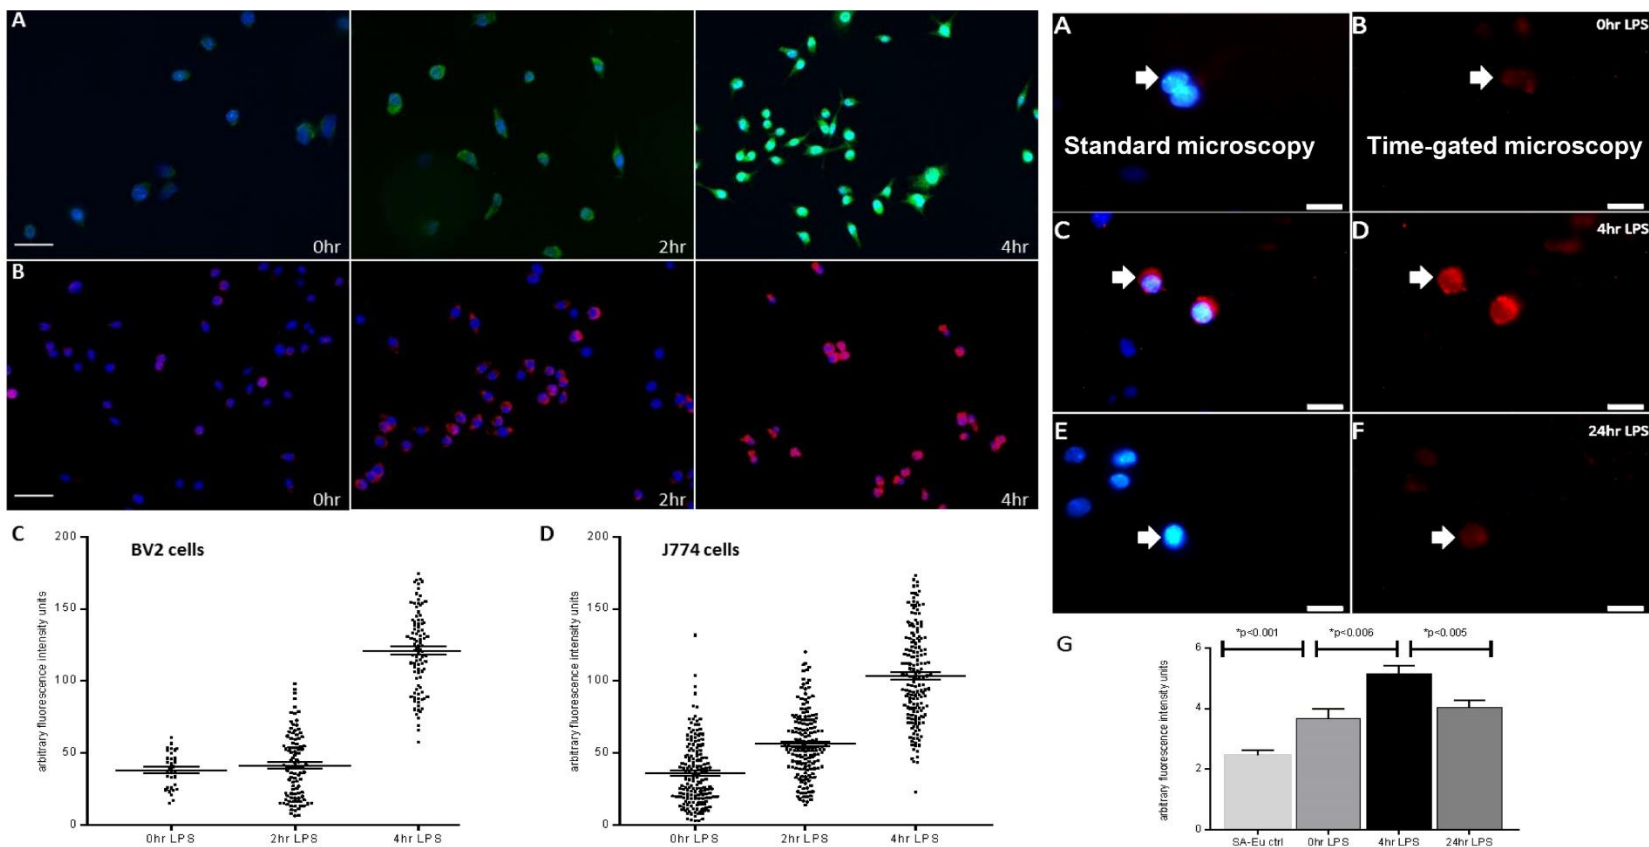 A
0hr
2hr
4hr
B
0hr
2hr
4hr
C
BV2 cells
200
150
100
50
0
arbitrary fluorescence intensity units
0hr LPS
2hr LPS
4hr LPS
D
J774 cells
200
150
100
50
0
arbitrary fluorescence intensity units
0hr LPS
2hr LPS
4hr LPS
A
Standard microscopy
B
0hr LPS
Time-gated microscopy
C
D
4hr LPS
E
F
24hr LPS
G
*p<0.001
*p<0.006
*p<0.005
6
4
2
0
arbitrary fluorescence intensity units
SA-Eu ctrl
0hr LPS
4hr LPS
24hr LPS